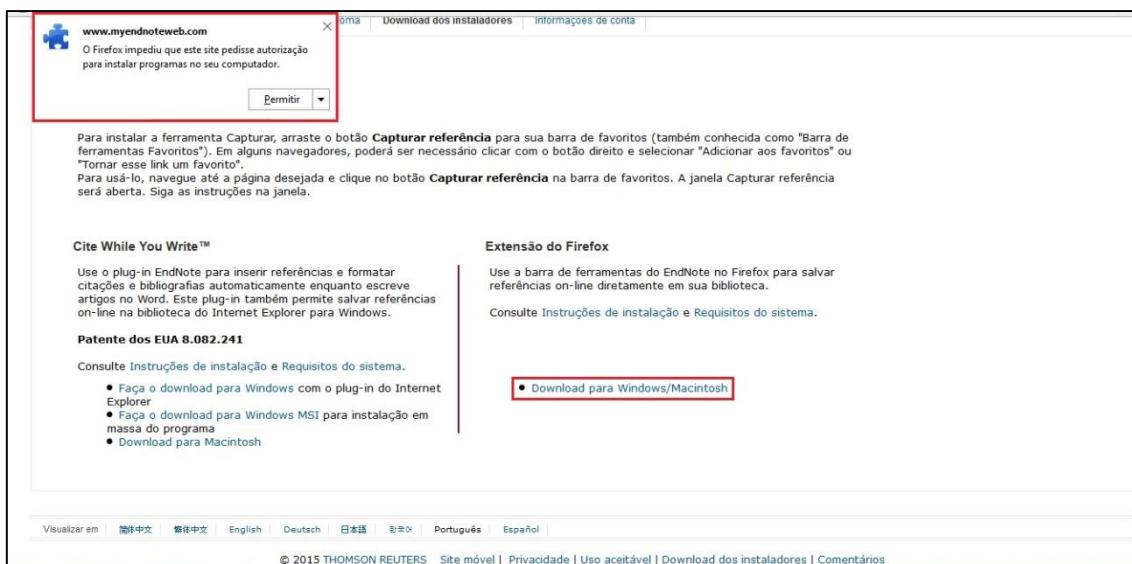 oma Download dos instaladores Informações de conta
www.myendnoteweb.com
O Firefox impediu que este site pedisse autorização
para instalar programas no seu computador.
Permitir
Para instalar a ferramenta Capturar, arraste o botão Capturar referência para sua barra de favoritos (também conhecida como "Barra de
ferramentas Favoritos"). Em alguns navegadores, poderá ser necessário clicar com o botão direito e selecionar "Adicionar aos favoritos" ou
"Tornar esse link um favorito".
Para usá-lo, navegue até a página desejada e clique no botão Capturar referência na barra de favoritos. A janela Capturar referência
será aberta. Siga as instruções na janela.
Cite While You Write™
Use o plug-in EndNote para inserir referências e formatar
citações e bibliografias automaticamente enquanto escreve
artigos no Word. Este plug-in também permite salvar referências
on-line na biblioteca do Internet Explorer para Windows.
Patente dos EUA 8.082.241
Consulte Instruções de instalação e Requisitos do sistema.
• Faça o download para Windows com o plug-in do Internet
Explorer
• Faça o download para Windows MSI para instalação em
massa do programa
• Download para Macintosh
Extensão do Firefox
Use a barra de ferramentas do EndNote no Firefox para salvar
referências on-line diretamente em sua biblioteca.
Consulte Instruções de instalação e Requisitos do sistema.
• Download para Windows/Macintosh
Visualizar em 简体中文 繁体中文 English Deutsch 日本語 한국어 Português Español
© 2015 THOMSON REUTERS Site móvel | Privacidade | Uso aceitável | Download dos instaladores | Comentários